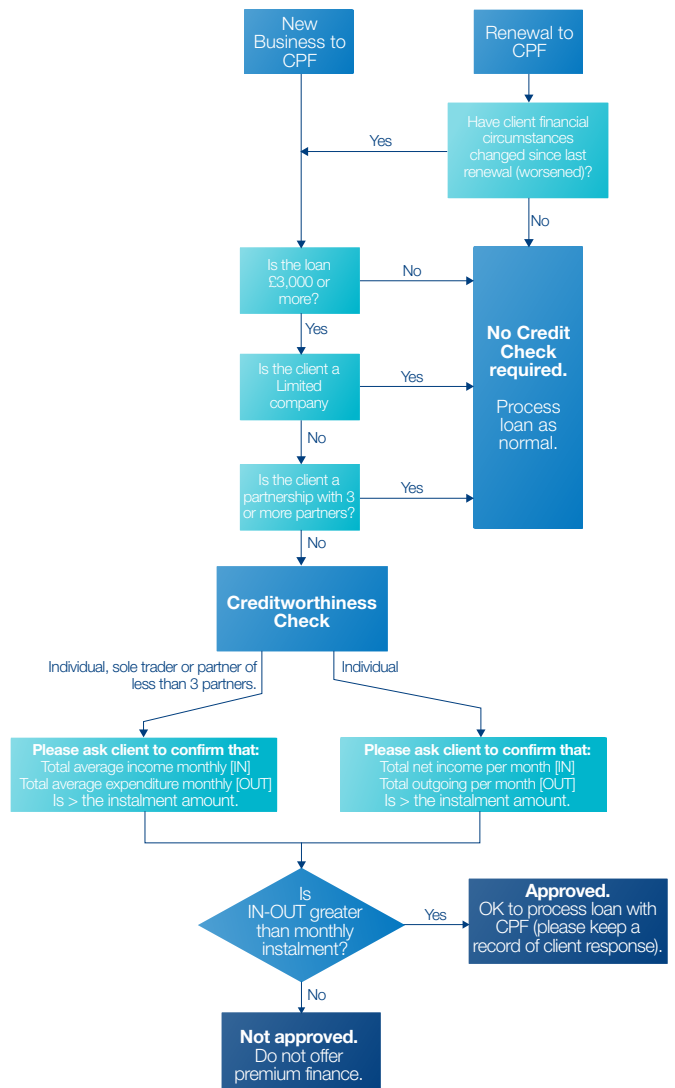 New
Business to
CPF
Renewal to
CPF
Have client financial
circumstances
changed since last
renewal (worsened)?
Yes
No
Is the loan
£3,000 or
more?
No
Yes
No Credit
Check
required.
Process
loan as
normal.
Is the client a
Limited
company
Yes
No
Is the client a
partnership with 3
or more partners?
Yes
No
Creditworthiness
Check
Individual, sole trader or partner of
less than 3 partners.
Individual
Please ask client to confirm that:
Total average income monthly [IN]
Total average expenditure monthly [OUT]
Is > the instalment amount.
Please ask client to confirm that:
Total net income per month [IN]
Total outgoing per month [OUT]
Is > the instalment amount.
Is
IN-OUT greater
than monthly
instalment?
Yes
Approved.
OK to process loan with
CPF (please keep a
record of client response).
No
Not approved.
Do not offer
premium finance.